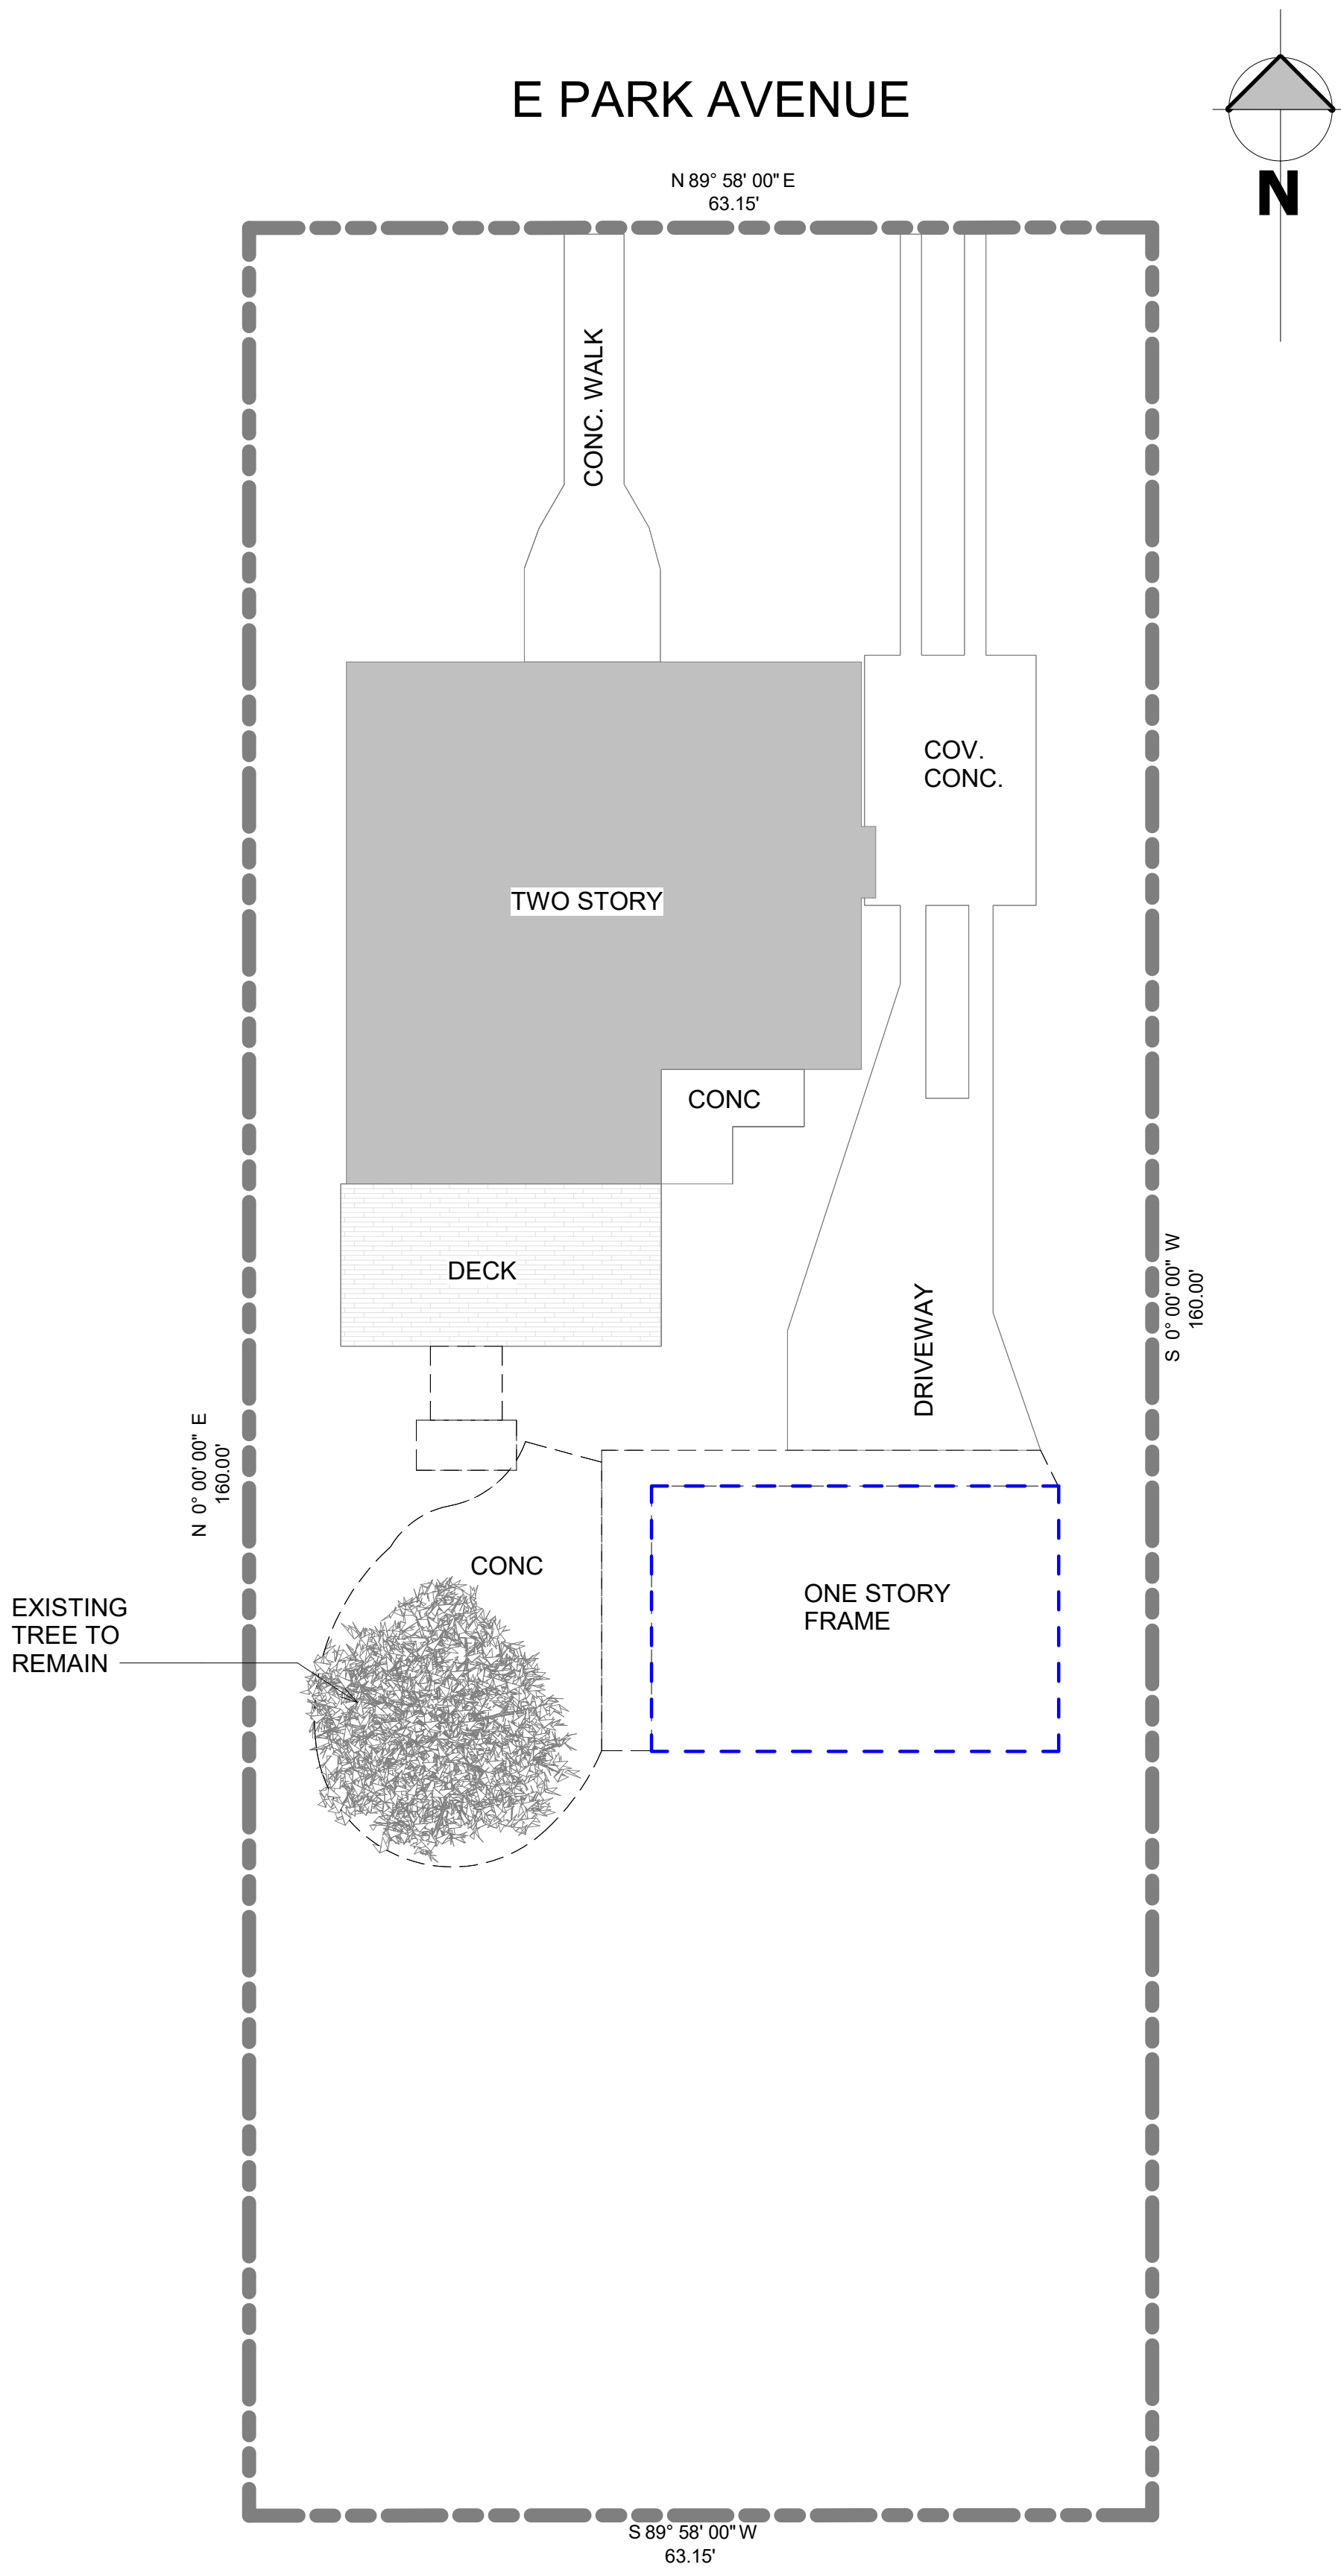 E PARK AVENUE
N
N 89° 58' 00" E
63.15'
CONC. WALK
COV.
CONC.
TWO STORY
CONC
DECK
DRIVEWAY
S 0° 00' 00" W
160.00'
N 0° 00' 00" E
160.00'
CONC
ONE STORY
FRAME
EXISTING
TREE TO
REMAIN
S 89° 58' 00" W
63.15'